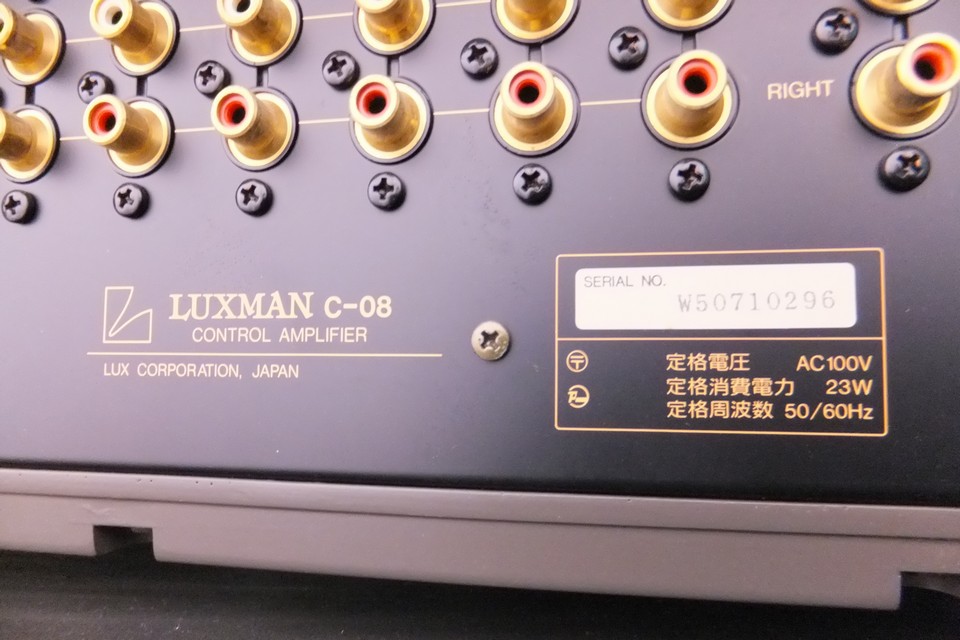 RIGHT
LUXMAN C-08
CONTROL AMPLIFIER
LUX CORPORATION, JAPAN
SERIAL NO.
W50710296
〒 定格電圧 AC100V
定格消費電力 23W
定格周波数 50/60Hz